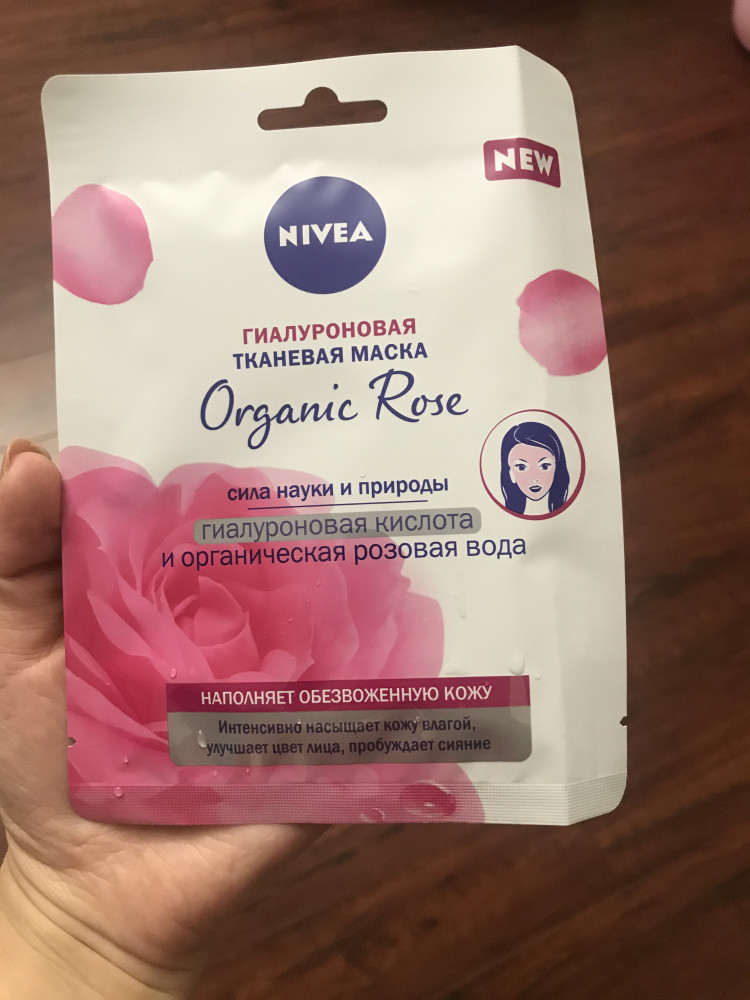 NEW
NIVEA
ГИАЛУРОНОВАЯ
ТКАНЕВАЯ МАСКА
Organic Rose
сила науки и природы
гиалуроновая кислота
и органическая розовая вода
НАПОЛНЯЕТ ОБЕЗВОЖЕННУЮ КОЖУ
Интенсивно насыщает кожу влагой,
улучшает цвет лица, пробуждает сияние